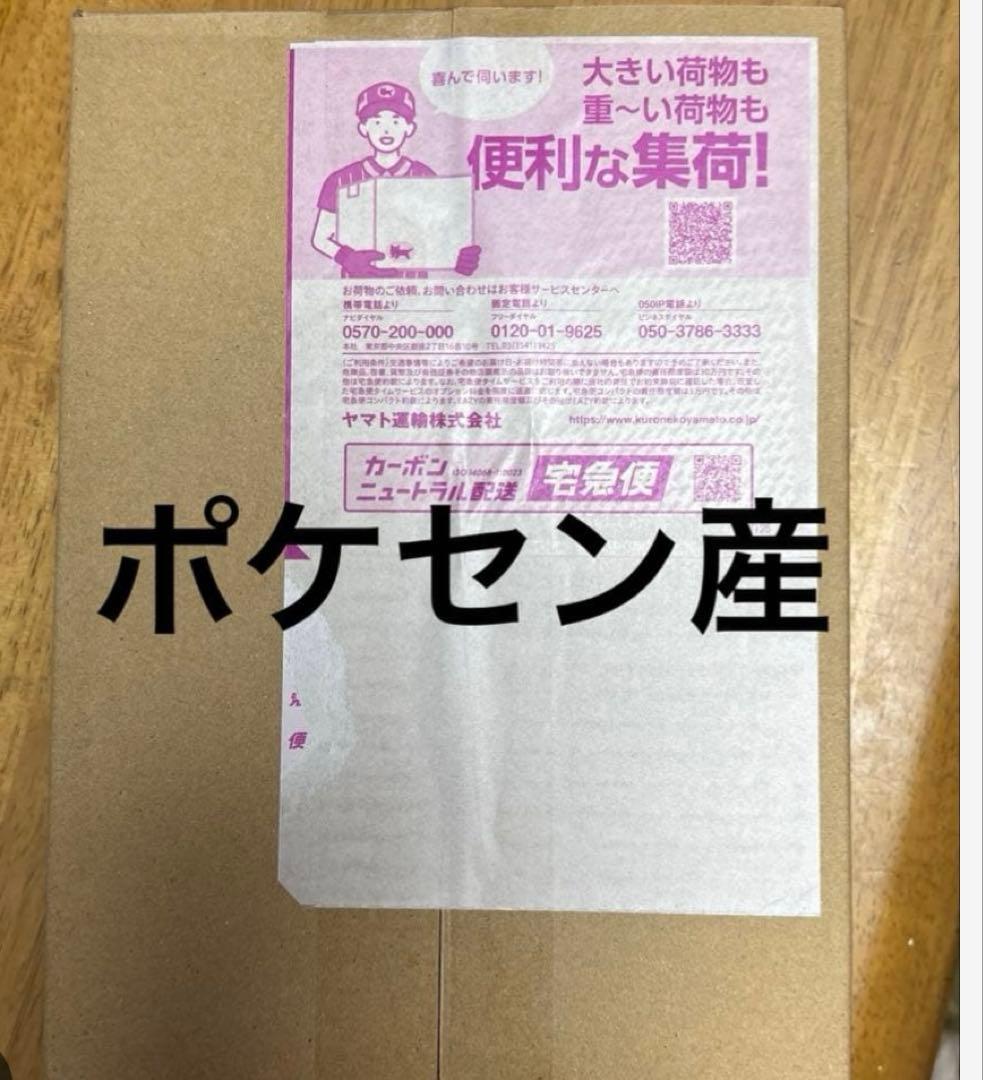 喜んで伺います!
大きい荷物も
重〜い荷物も
便利な集荷!
お荷物のご依頼、お問い合わせはお客様サービスセンターへ
携帯電話より 固定電話より 050IP電話より
ナビダイヤル フリーダイヤル ビジネスダイヤル
0570-200-000 0120-01-9625 050-3786-3333
ヤマト運輸株式会社 https://www.kuronekoyamato.co.jp/
カーボン
ニュートラル配送 宅急便
ポケセン産
便